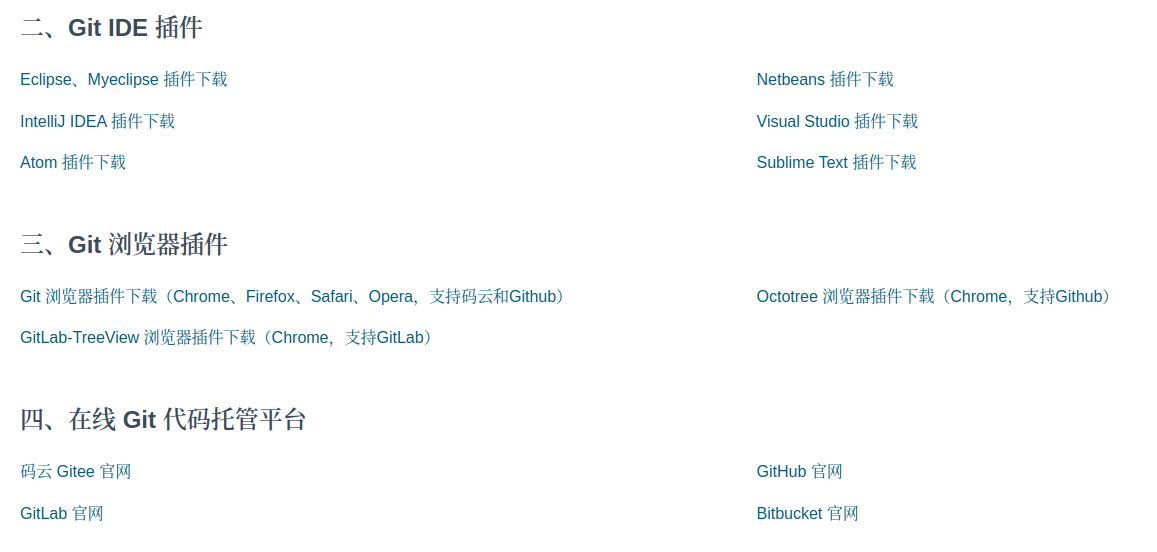 二、Git IDE 插件
Eclipse、Myeclipse 插件下载
Netbeans 插件下载
IntelliJ IDEA 插件下载
Visual Studio 插件下载
Atom 插件下载
Sublime Text 插件下载
三、Git 浏览器插件
Git 浏览器插件下载（Chrome、Firefox、Safari、Opera，支持码云和Github）
Octotree 浏览器插件下载（Chrome，支持Github）
GitLab-TreeView 浏览器插件下载（Chrome，支持GitLab）
四、在线 Git 代码托管平台
码云 Gitee 官网
GitHub 官网
GitLab 官网
Bitbucket 官网